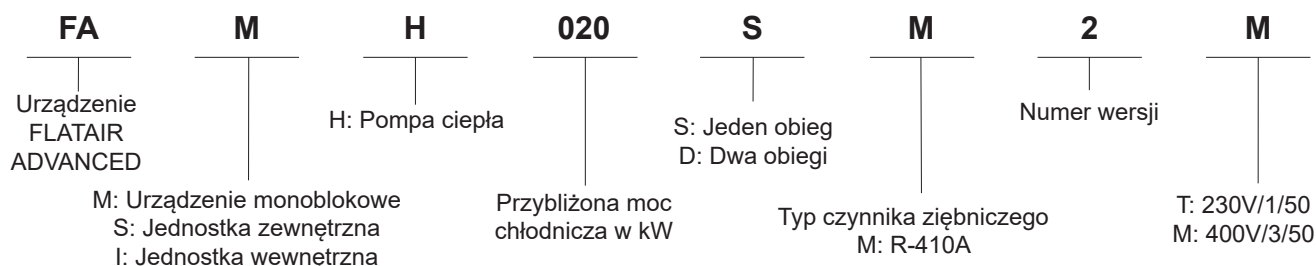 FA M H 020 S M 2 M
Urządzenie
FLATAIR
ADVANCED
M: Urządzenie monoblokowe
S: Jednostka zewnętrzna
I: Jednostka wewnetrzna
H: Pompa ciepła
Przybliżona moc
chłodnicza w kW
S: Jeden obieg
D: Dwa obiegi
Typ czynnika ziębniczego
M: R-410A
Numer wersji
T: 230V/1/50
M: 400V/3/50